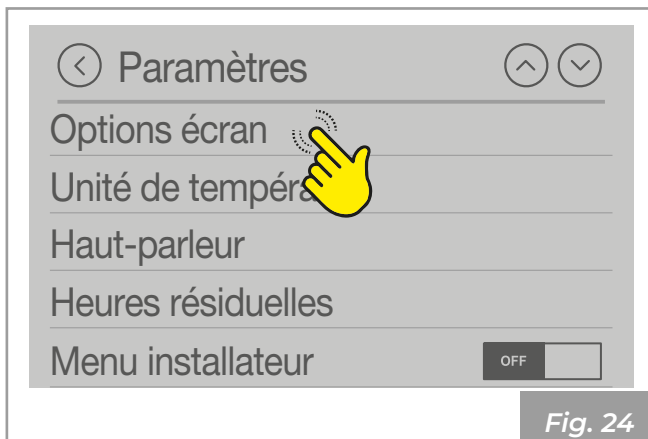 Paramètres
Options écran
Unité de tempéra
Haut-parleur
Heures résiduelles
Menu installateur OFF
Fig. 24